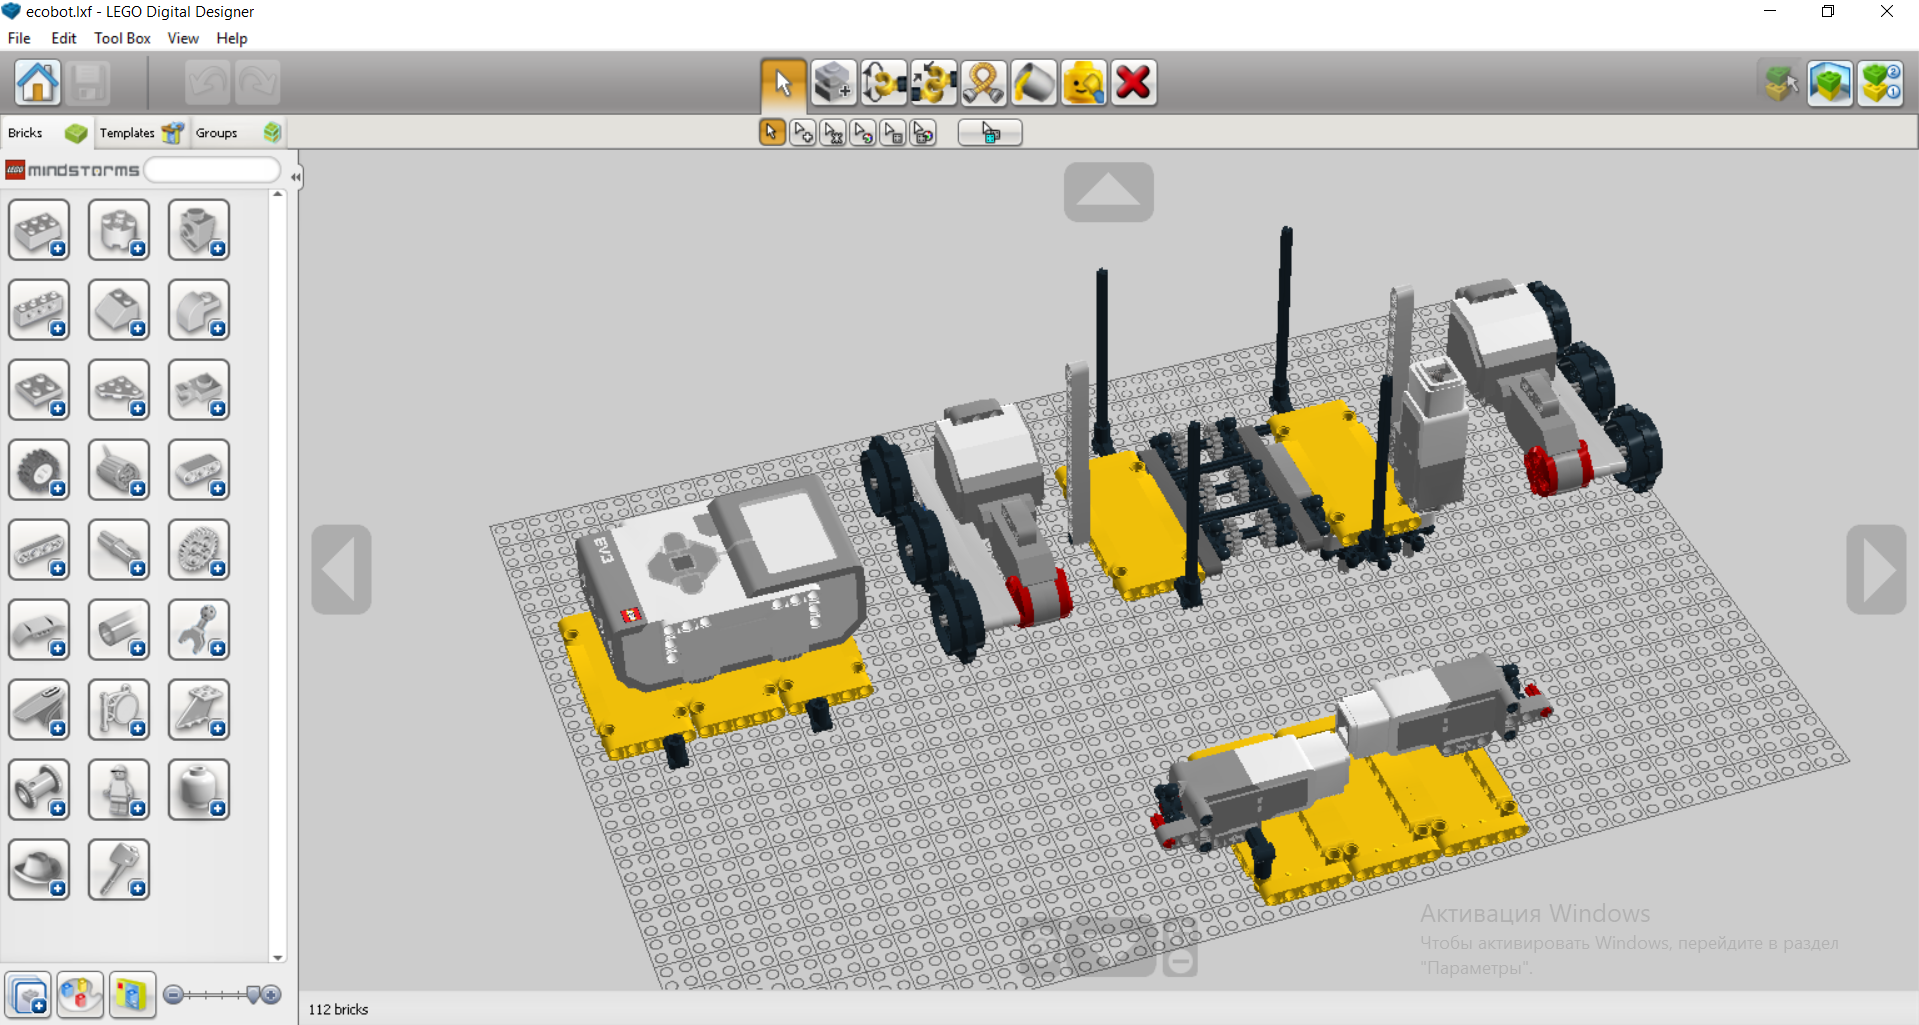 ecobot.lxf - LEGO Digital Designer
File Edit Tool Box View Help
Bricks Templates Groups
LEGO mindstorms
EV3
Активация Windows
Чтобы активировать Windows, перейдите в раздел
"Параметры".
112 bricks